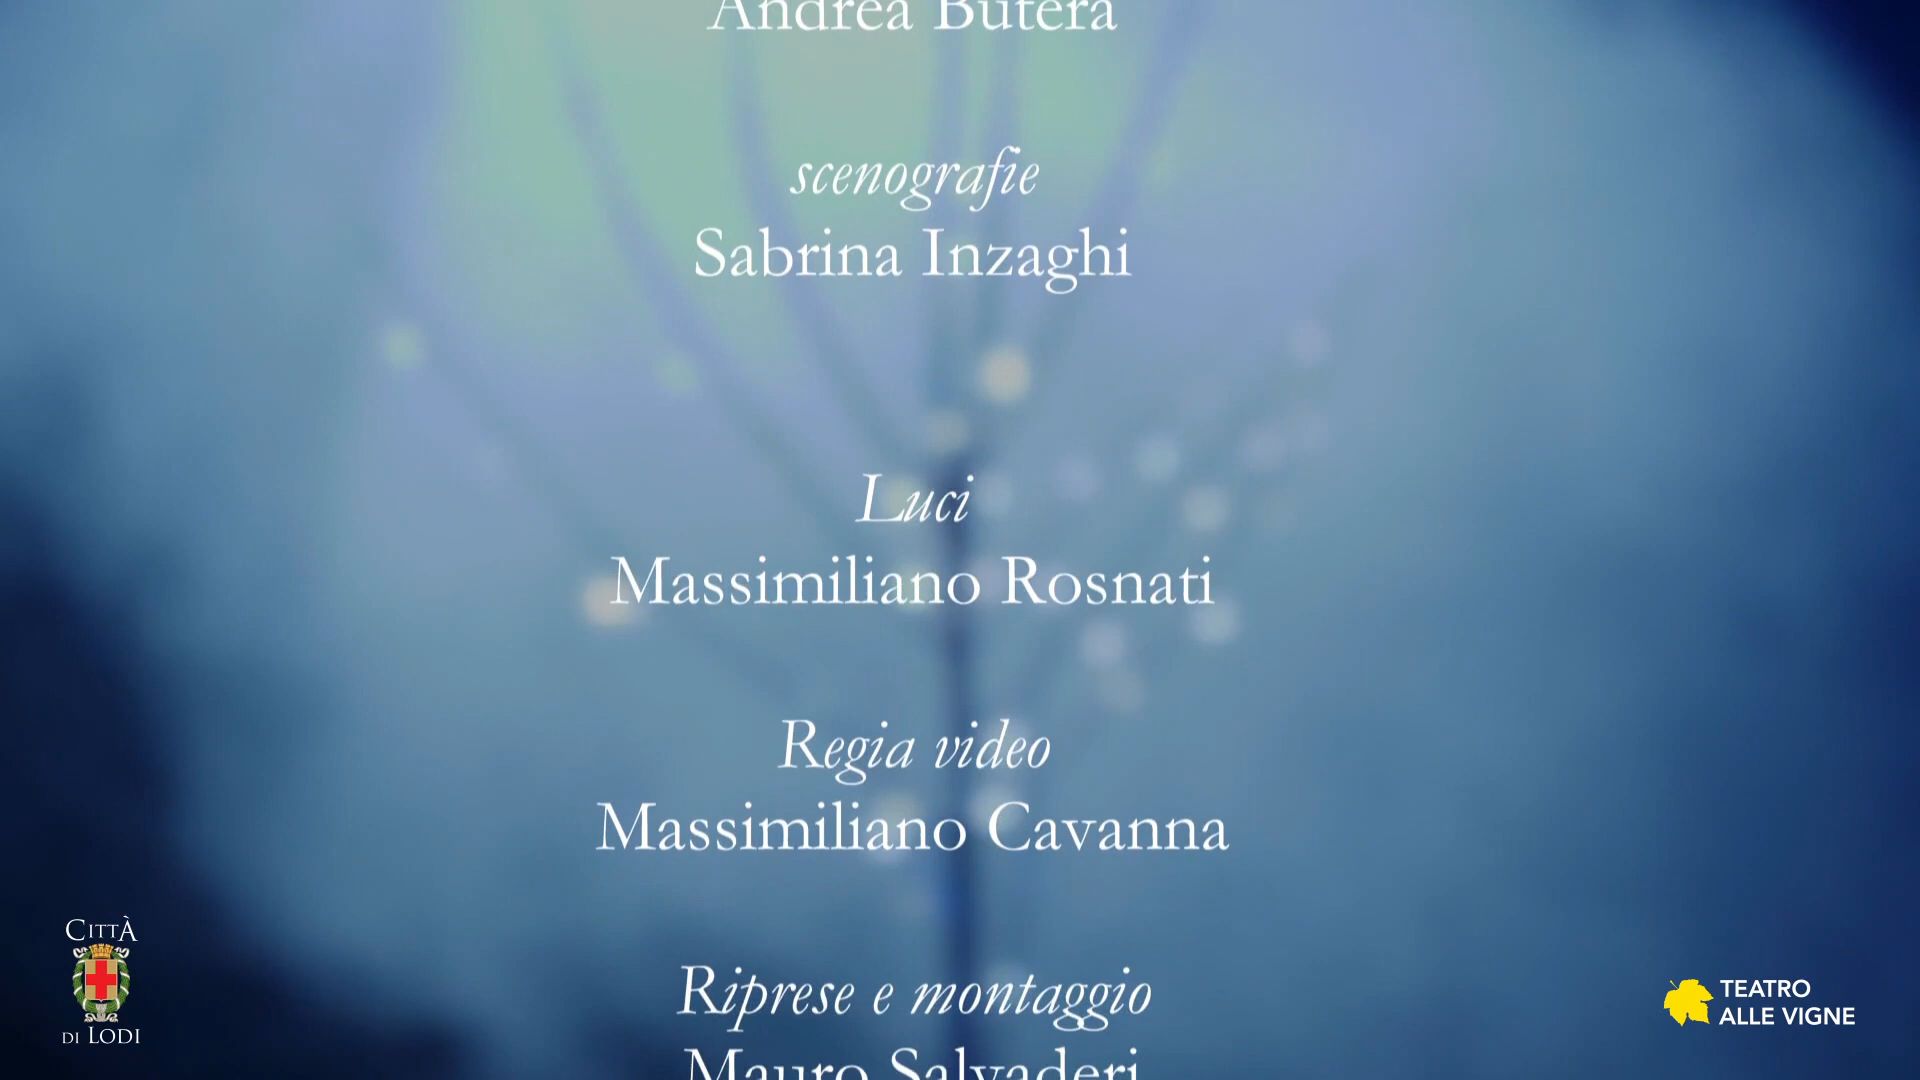 Andrea Butera
scenografie
Sabrina Inzaghi
Luci
Massimiliano Rosnati
Regia video
Massimiliano Cavanna
Riprese e montaggio
Mauro Salvaderi
CITTÀ
DI LODI
TEATRO
ALLE VIGNE